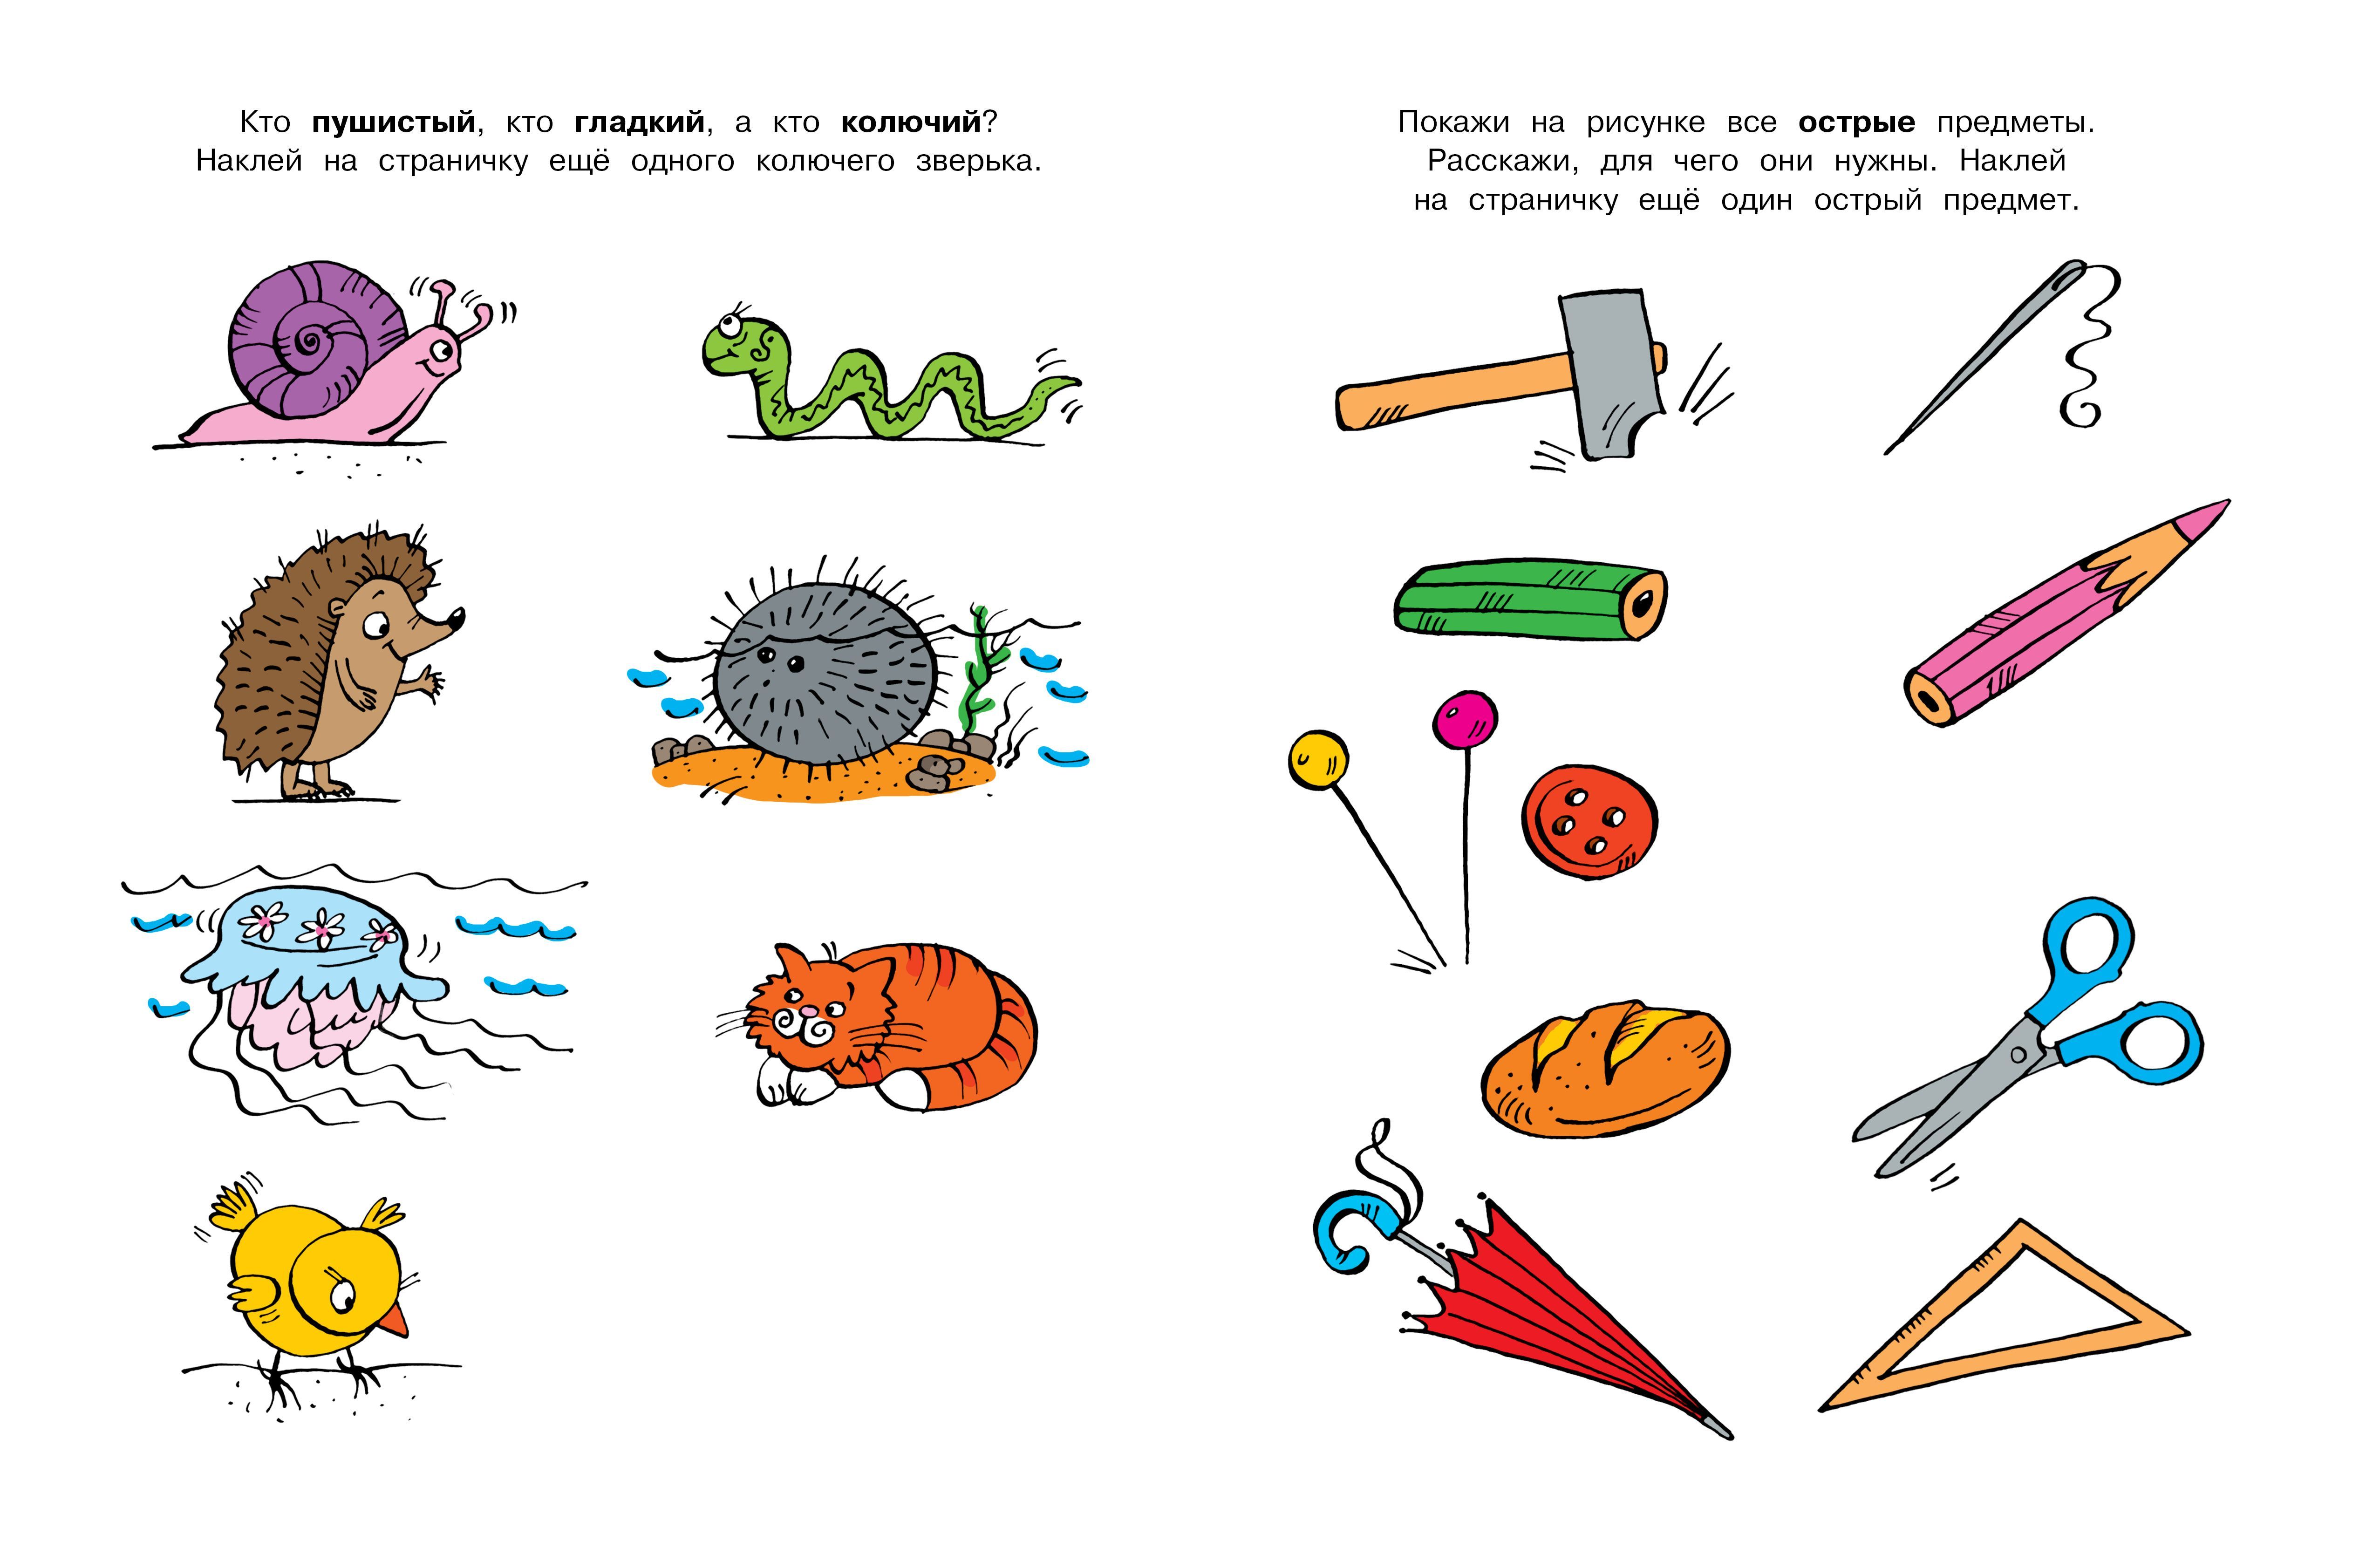 Кто пушистый, кто гладкий, а кто колючий?
Наклей на страничку ещё одного колючего зверька.
Покажи на рисунке все острые предметы.
Расскажи, для чего они нужны. Наклей
на страничку ещё один острый предмет.